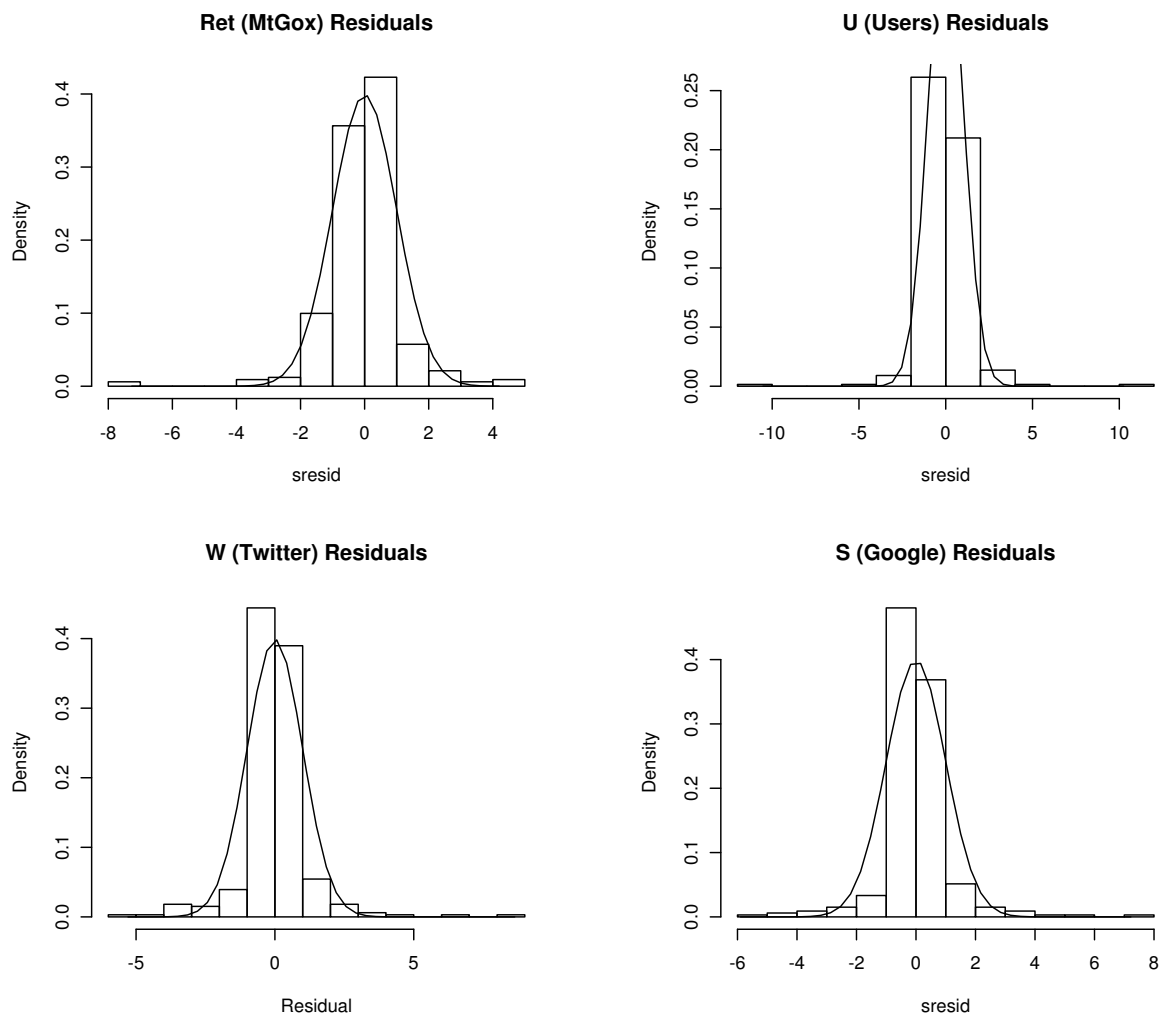 Ret (MtGox) Residuals
Density
0.0 0.1 0.2 0.3 0.4
-8 -6 -4 -2 0 2 4
sresid
U (Users) Residuals
Density
0.00 0.05 0.10 0.15 0.20 0.25
-10 -5 0 5 10
sresid
W (Twitter) Residuals
Density
0.0 0.1 0.2 0.3 0.4
-5 0 5
Residual
S (Google) Residuals
Density
0.0 0.1 0.2 0.3 0.4
-6 -4 -2 0 2 4 6 8
sresid